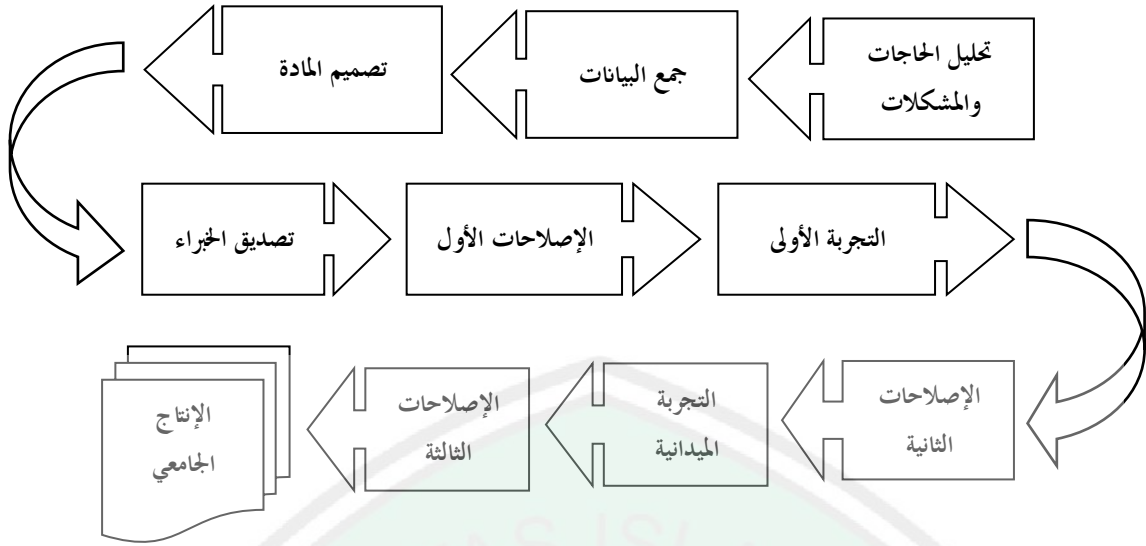 تحليل الحاجات
والمشكلات
جمع البيانات
تصميم المادة
تصديق الخبراء
الإصلاحات الأول
التجربة الأولى
الإصلاحات
الثانية
التجربة
الميدانية
الإصلاحات
الثالثة
الإنتاج
الجامعي